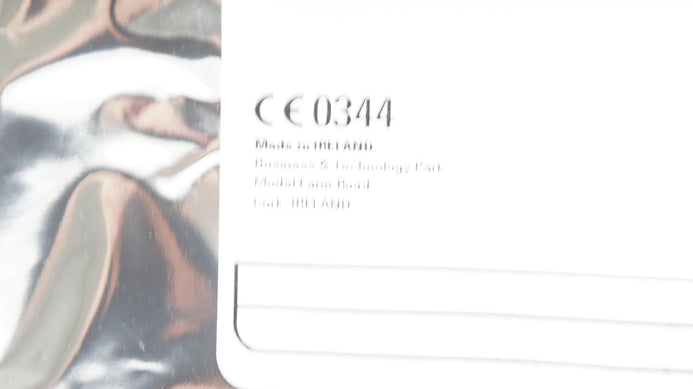 CE 0344
Made in IRELAND
Business & Technology Park
Model Farm Road
Cork, IRELAND